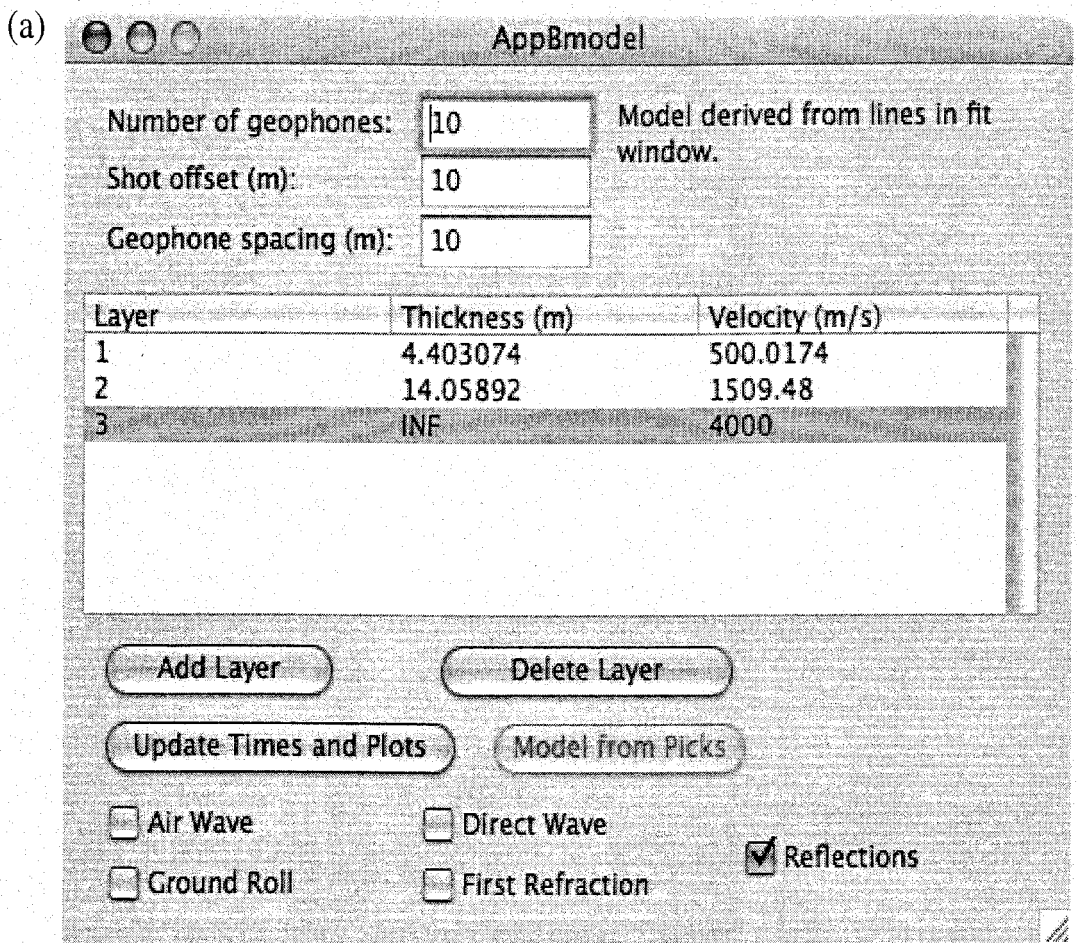 (a)
AppBmodel
Number of geophones: 10
Model derived from lines in fit
window.
Shot offset (m): 10
Geophone spacing (m): 10
Layer Thickness (m) Velocity (m/s)
1 4.403074 500.0174
2 14.05892 1509.48
3 INF 4000
Add Layer Delete Layer
Update Times and Plots Model from Picks
Air Wave Direct Wave
Reflections
Ground Roll First Refraction